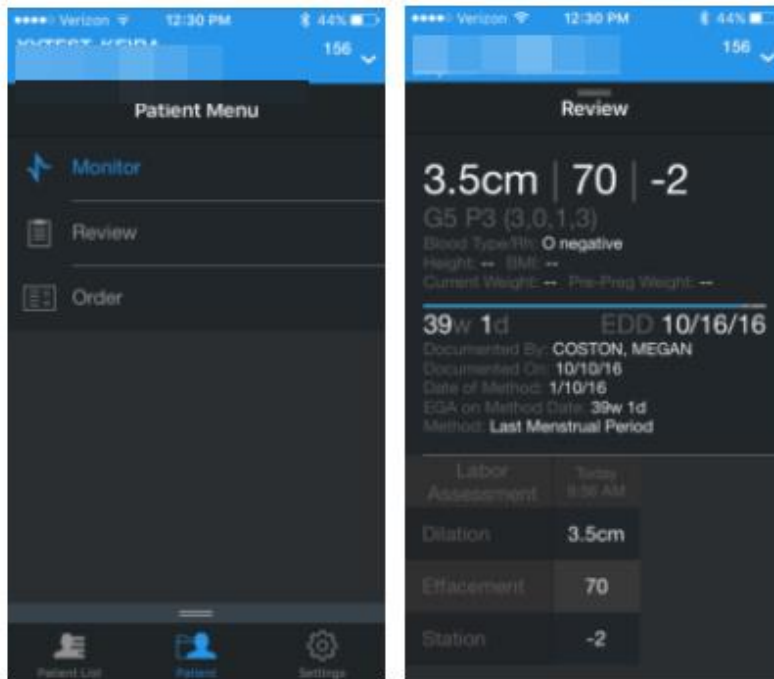 Verizon 12:30 PM 44%
156
Patient Menu
Monitor
Review
Order
Patient List Patient Settings
Verizon 12:30 PM 44%
156
Review
3.5cm | 70 | -2
G5 P3 (3,0,1,3)
Blood Type/Rh: O negative
Height: -- BMI: --
Current Weight: -- Pre-Preg Weight: --
39w 1d EDD 10/16/16
Documented By: COSTON, MEGAN
Documented On: 10/10/16
Date of Method: 1/10/16
EGA on Method Date: 39w 1d
Method: Last Menstrual Period
Labor Today
Assessment
Dilation 3.5cm
Effacement 70
Station -2